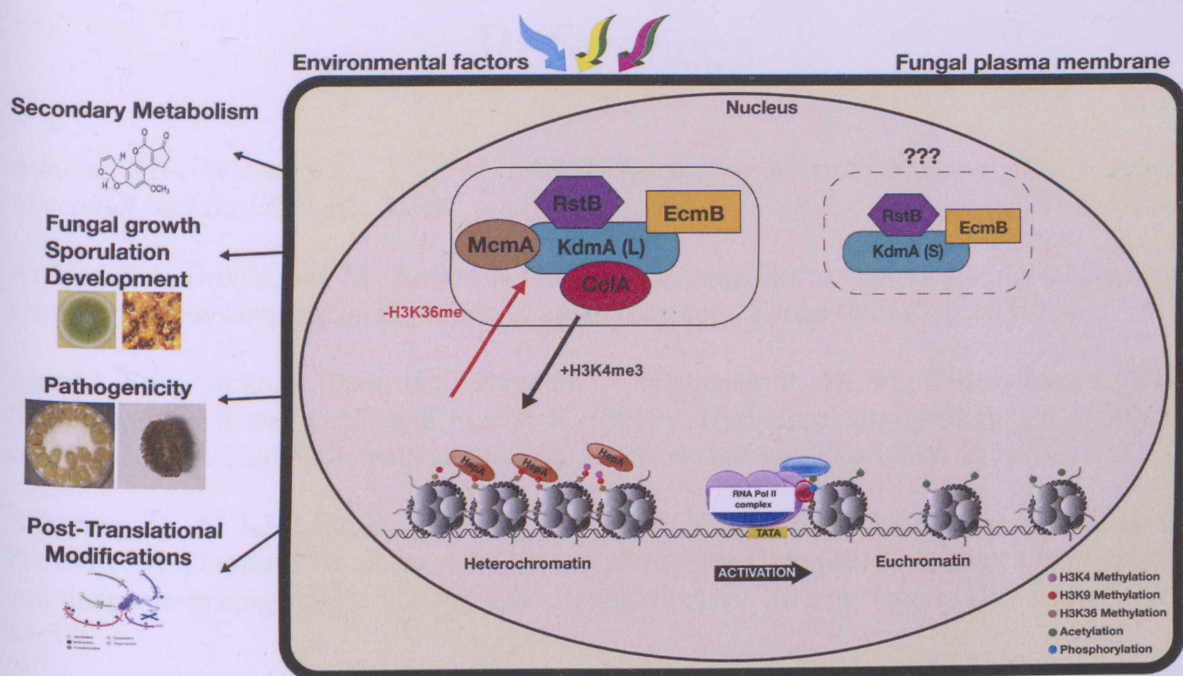 Environmental factors
Fungal plasma membrane
Secondary Metabolism
O
O
O
H
O
H
O
OCH₃
Fungal growth
Sporulation
Development
Pathogenicity
Post-Translational
Modifications
Nucleus
RstB
EcmB
McmA
KdmA (L)
CclA
???
RstB
EcmB
KdmA (S)
-H3K36me
+H3K4me3
HepA
HepA
HepA
RNA Pol II
complex
TATA
Heterochromatin
ACTIVATION
Euchromatin
H3K4 Methylation
H3K9 Methylation
H3K36 Methylation
Acetylation
Phosphorylation